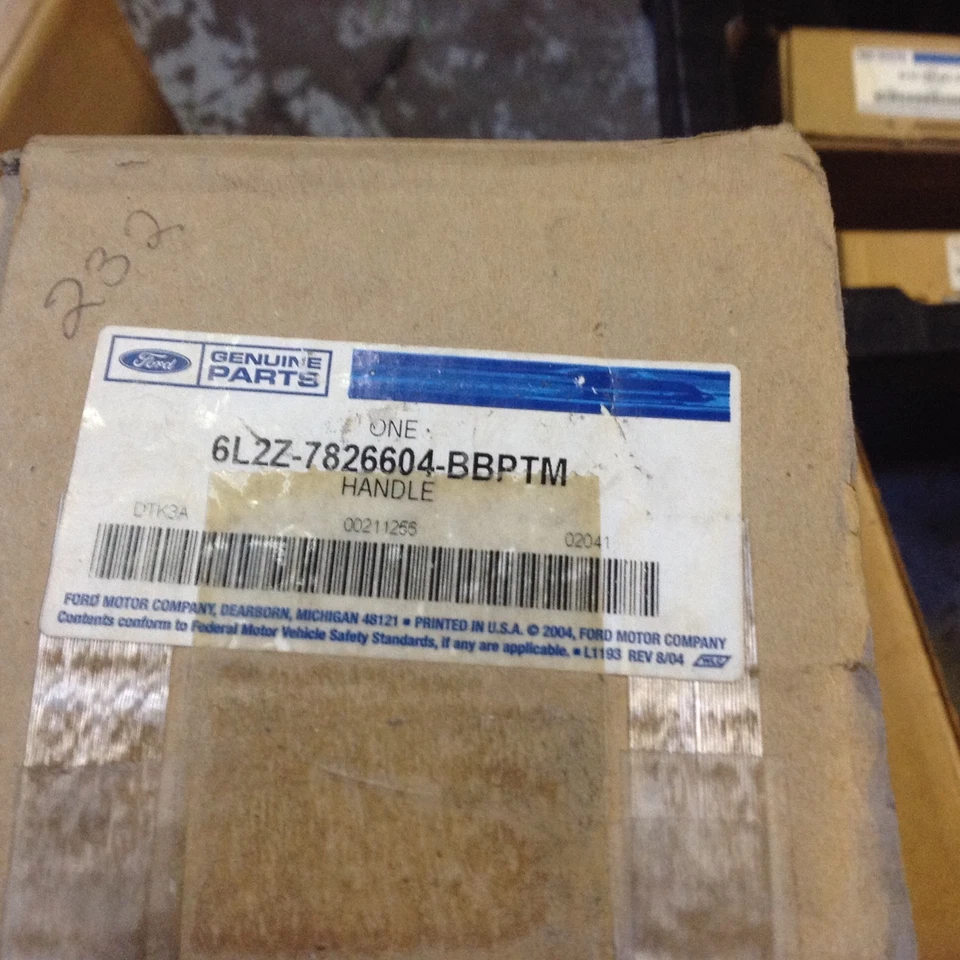 232
Ford GENUINE
PARTS
ONE
6L2Z-7826604-BBPTM
HANDLE
DTK3A 00211266 02041
FORD MOTOR COMPANY, DEARBORN, MICHIGAN 48121 ▪ PRINTED IN U.S.A. © 2004, FORD MOTOR COMPANY
Contents conform to Federal Motor Vehicle Safety Standards, if any are applicable. ▪ L1193 REV 8/04